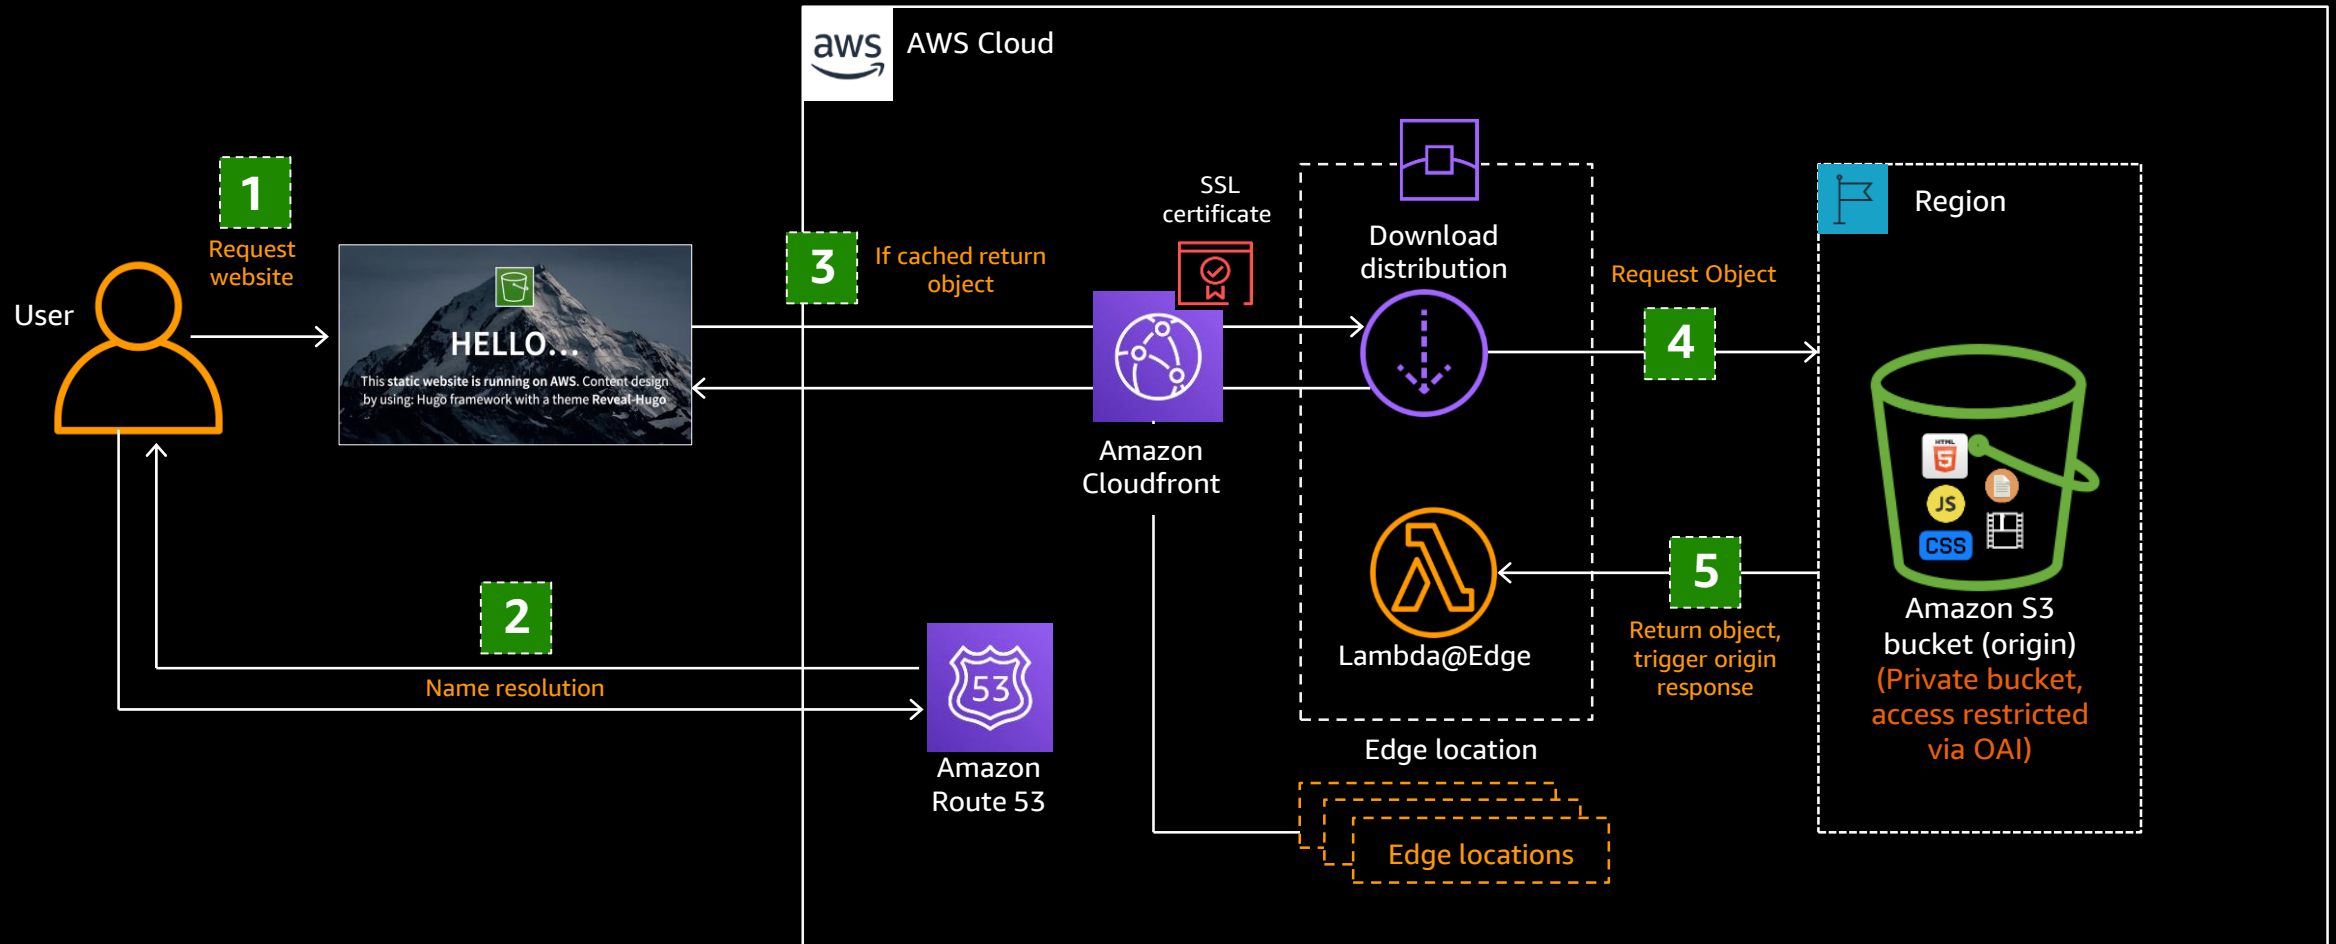 aws
AWS Cloud
1
Request
website
User
HELLO...
This static website is running on AWS. Content design
by using: Hugo framework with a theme Reveal-Hugo
2
Name resolution
53
Amazon
Route 53
3
If cached return
object
SSL
certificate
Amazon
Cloudfront
Download
distribution
Lambda@Edge
Edge location
Edge locations
Request Object
4
5
Return object,
trigger origin
response
Region
HTML
5
JS
CSS
Amazon S3
bucket (origin)
(Private bucket,
access restricted
via OAI)